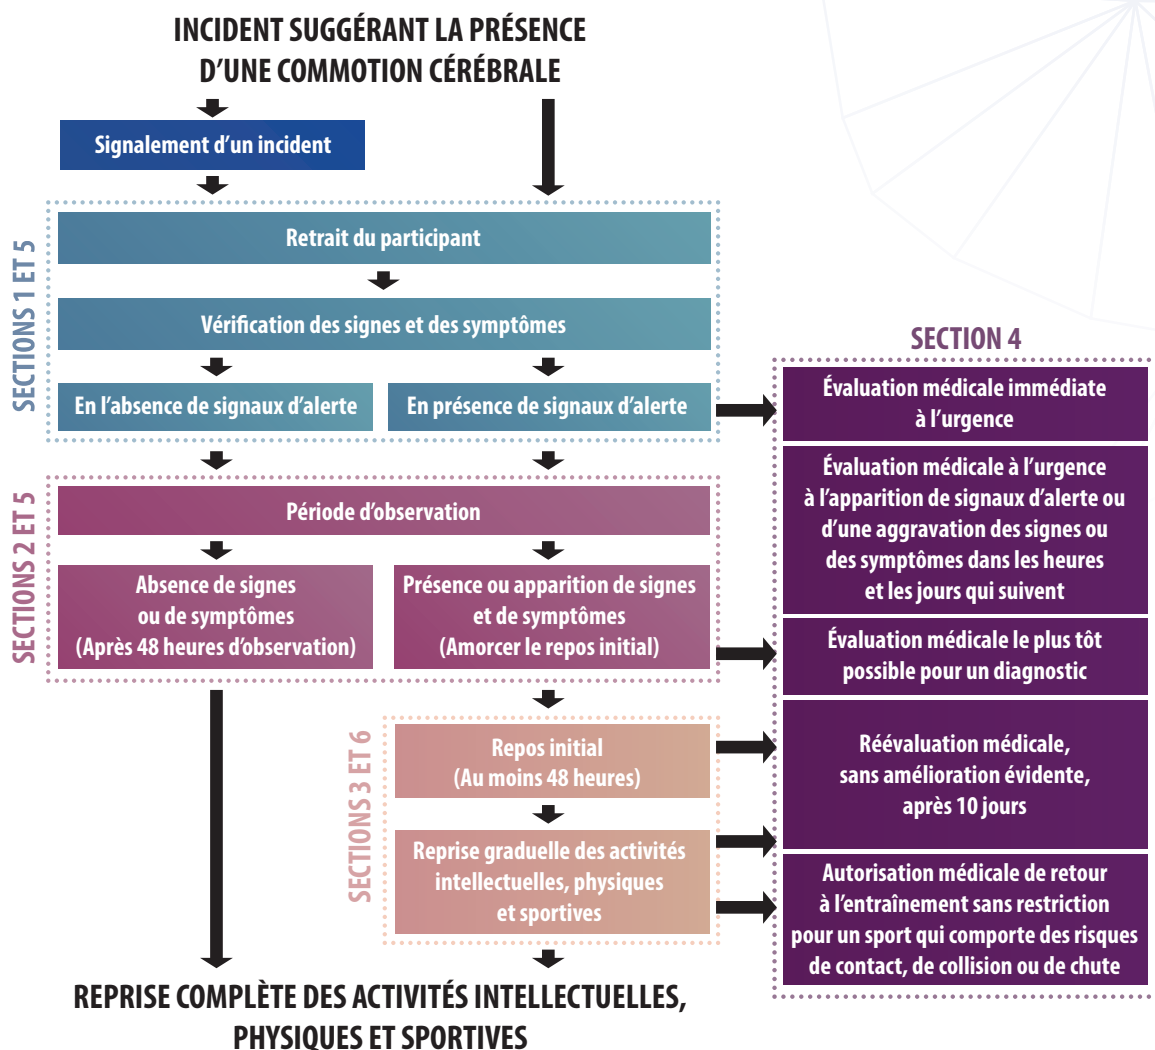 INCIDENT SUGGÉRANT LA PRÉSENCE
D'UNE COMMOTION CÉRÉBRALE
Signalement d'un incident
SECTIONS 1 ET 5
Retrait du participant
Vérification des signes et des symptômes
En l'absence de signaux d'alerte
En présence de signaux d'alerte
SECTIONS 2 ET 5
Période d'observation
Absence de signes
ou de symptômes
(Après 48 heures d'observation)
Présence ou apparition de signes
et de symptômes
(Amorcer le repos initial)
SECTIONS 3 ET 6
Repos initial
(Au moins 48 heures)
Reprise graduelle des activités
intellectuelles, physiques
et sportives
SECTION 4
Évaluation médicale immédiate
à l'urgence
Évaluation médicale à l'urgence
à l'apparition de signaux d'alerte ou
d'une aggravation des signes ou
des symptômes dans les heures
et les jours qui suivent
Évaluation médicale le plus tôt
possible pour un diagnostic
Réévaluation médicale,
sans amélioration évidente,
après 10 jours
Autorisation médicale de retour
à l'entraînement sans restriction
pour un sport qui comporte des risques
de contact, de collision ou de chute
REPRISE COMPLÈTE DES ACTIVITÉS INTELLECTUELLES,
PHYSIQUES ET SPORTIVES